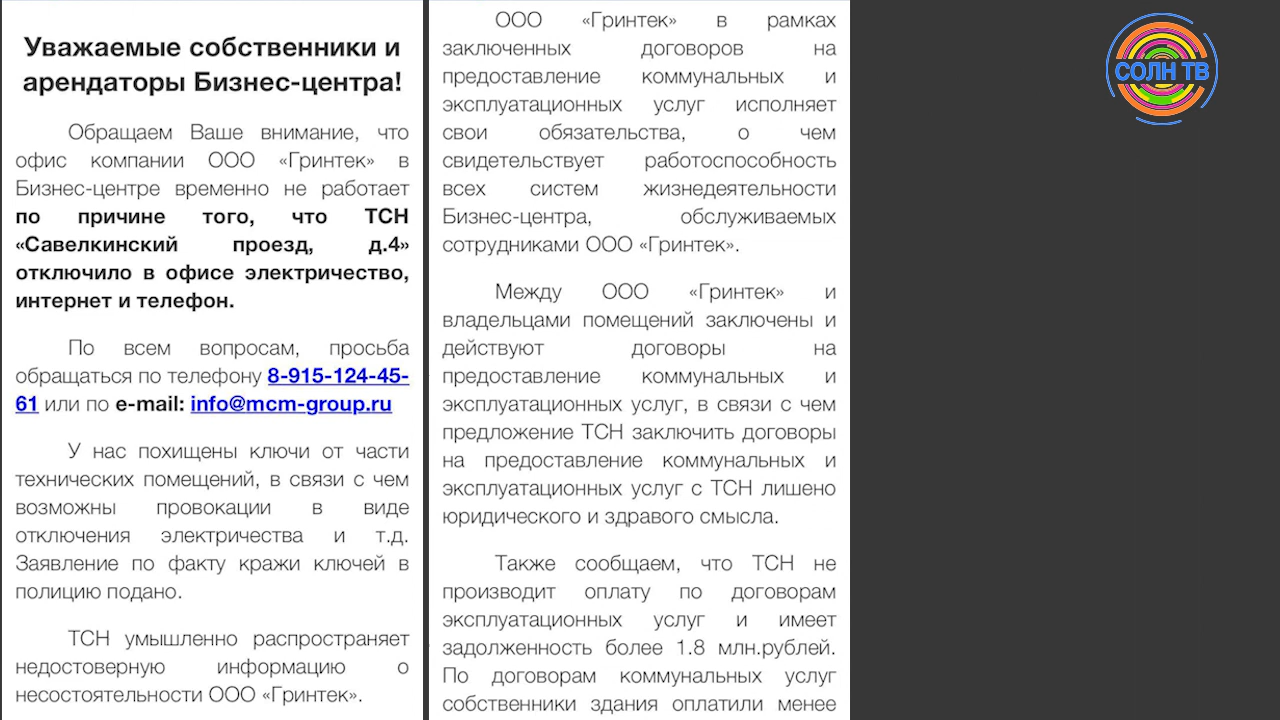 Уважаемые собственники и
арендаторы Бизнес-центра!
Обращаем Ваше внимание, что
офис компании ООО «Гринтек» в
Бизнес-центре временно не работает
по причине того, что ТСН
«Савелкинский проезд, д.4»
отключило в офисе электричество,
интернет и телефон.
По всем вопросам, просьба
обращаться по телефону 8-915-124-45-
61 или по e-mail: info@mcm-group.ru
У нас похищены ключи от части
технических помещений, в связи с чем
возможны провокации в виде
отключения электричества и т.д.
Заявление по факту кражи ключей в
полицию подано.
ТСН умышленно распространяет
недостоверную информацию о
несостоятельности ООО «Гринтек».
ООО «Гринтек» в рамках
заключенных договоров на
предоставление коммунальных и
эксплуатационных услуг исполняет
свои обязательства, о чем
свидетельствует работоспособность
всех систем жизнедеятельности
Бизнес-центра, обслуживаемых
сотрудниками ООО «Гринтек».
Между ООО «Гринтек» и
владельцами помещений заключены и
действуют договоры на
предоставление коммунальных и
эксплуатационных услуг, в связи с чем
предложение ТСН заключить договоры
на предоставление коммунальных и
эксплуатационных услуг с ТСН лишено
юридического и здравого смысла.
Также сообщаем, что ТСН не
производит оплату по договорам
эксплуатационных услуг и имеет
задолженность более 1.8 млн.рублей.
По договорам коммунальных услуг
собственники здания оплатили менее
СОЛН ТВ